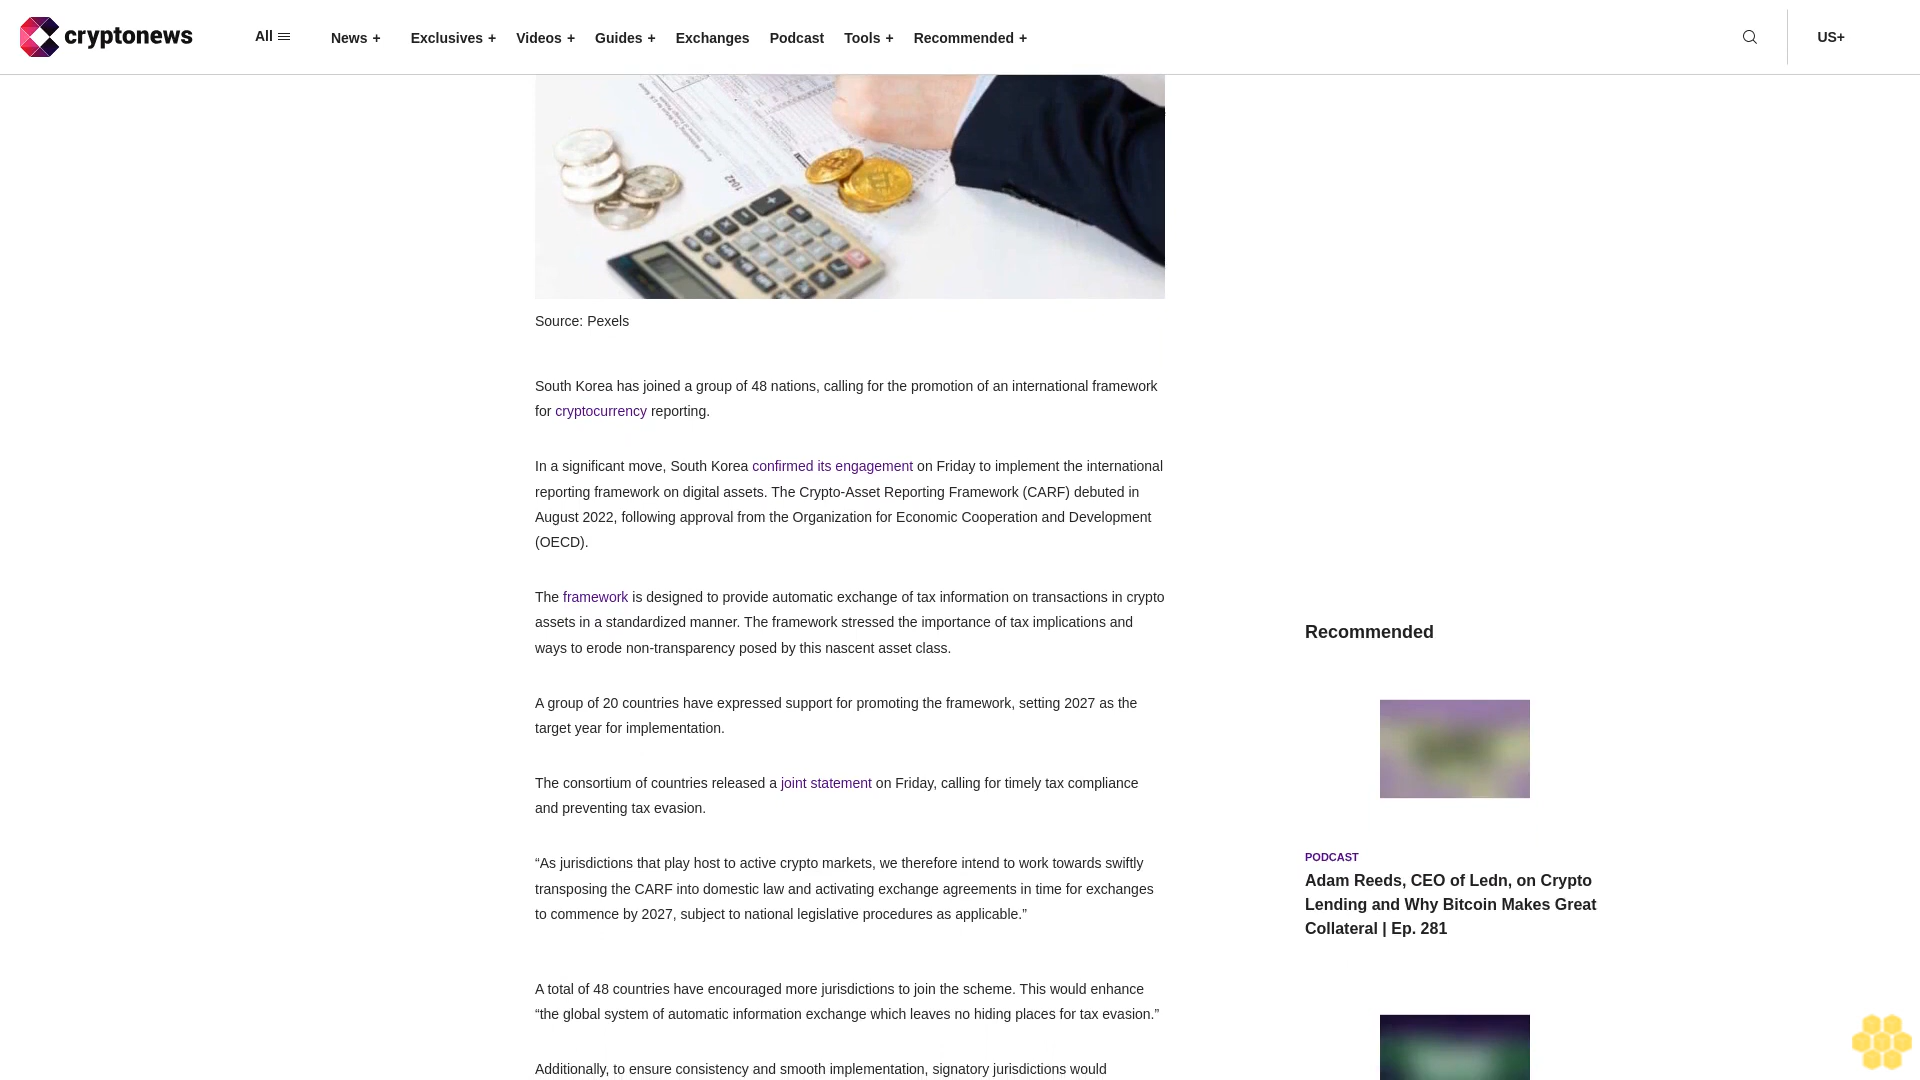 cryptonews
All
News +
Exclusives +
Videos +
Guides +
Exchanges
Podcast
Tools +
Recommended +
US+
1042
Source: Pexels
South Korea has joined a group of 48 nations, calling for the promotion of an international framework
for cryptocurrency reporting.
In a significant move, South Korea confirmed its engagement on Friday to implement the international
reporting framework on digital assets. The Crypto-Asset Reporting Framework (CARF) debuted in
August 2022, following approval from the Organization for Economic Cooperation and Development
(OECD).
The framework is designed to provide automatic exchange of tax information on transactions in crypto
assets in a standardized manner. The framework stressed the importance of tax implications and
ways to erode non-transparency posed by this nascent asset class.
A group of 20 countries have expressed support for promoting the framework, setting 2027 as the
target year for implementation.
The consortium of countries released a joint statement on Friday, calling for timely tax compliance
and preventing tax evasion.
“As jurisdictions that play host to active crypto markets, we therefore intend to work towards swiftly
transposing the CARF into domestic law and activating exchange agreements in time for exchanges
to commence by 2027, subject to national legislative procedures as applicable.”
A total of 48 countries have encouraged more jurisdictions to join the scheme. This would enhance
“the global system of automatic information exchange which leaves no hiding places for tax evasion.”
Additionally, to ensure consistency and smooth implementation, signatory jurisdictions would
Recommended
PODCAST
Adam Reeds, CEO of Ledn, on Crypto
Lending and Why Bitcoin Makes Great
Collateral | Ep. 281